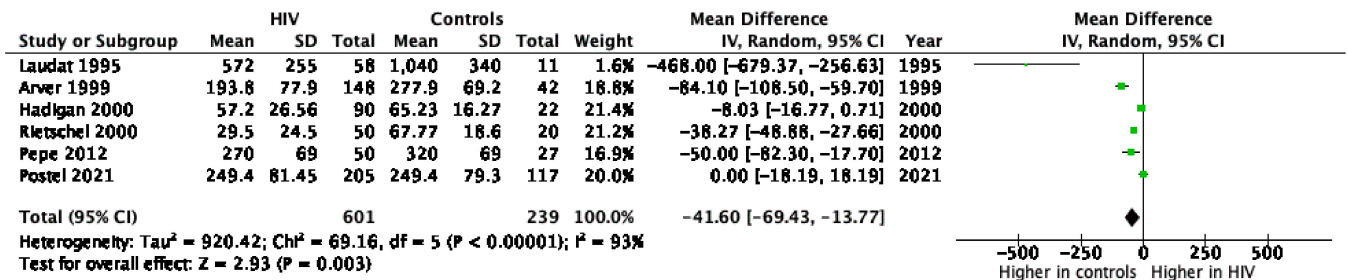 HIV Controls Mean Difference Mean Difference
Study or Subgroup Mean SD Total Mean SD Total Weight IV, Random, 95% CI Year IV, Random, 95% CI
Laudat 1995 572 255 58 1,040 340 11 1.6% −468.00 [−679.37, −256.63] 1995
Arver 1999 193.8 77.9 148 277.9 69.2 42 18.8% −84.10 [−108.50, −59.70] 1999
Hadigan 2000 57.2 26.56 90 65.23 16.27 22 21.4% −8.03 [−16.77, 0.71] 2000
Rietschel 2000 29.5 24.5 50 67.77 18.6 20 21.2% −38.27 [−48.88, −27.66] 2000
Pepe 2012 270 69 50 320 69 27 16.9% −50.00 [−82.30, −17.70] 2012
Postel 2021 249.4 81.45 205 249.4 79.3 117 20.0% 0.00 [−18.19, 18.19] 2021
Total (95% CI) 601 239 100.0% −41.60 [−69.43, −13.77]
Heterogeneity: Tau² = 920.42; Chi² = 69.16, df = 5 (P < 0.00001); I² = 93%
Test for overall effect: Z = 2.93 (P = 0.003)
−500 −250 0 250 500
Higher in controls Higher in HIV